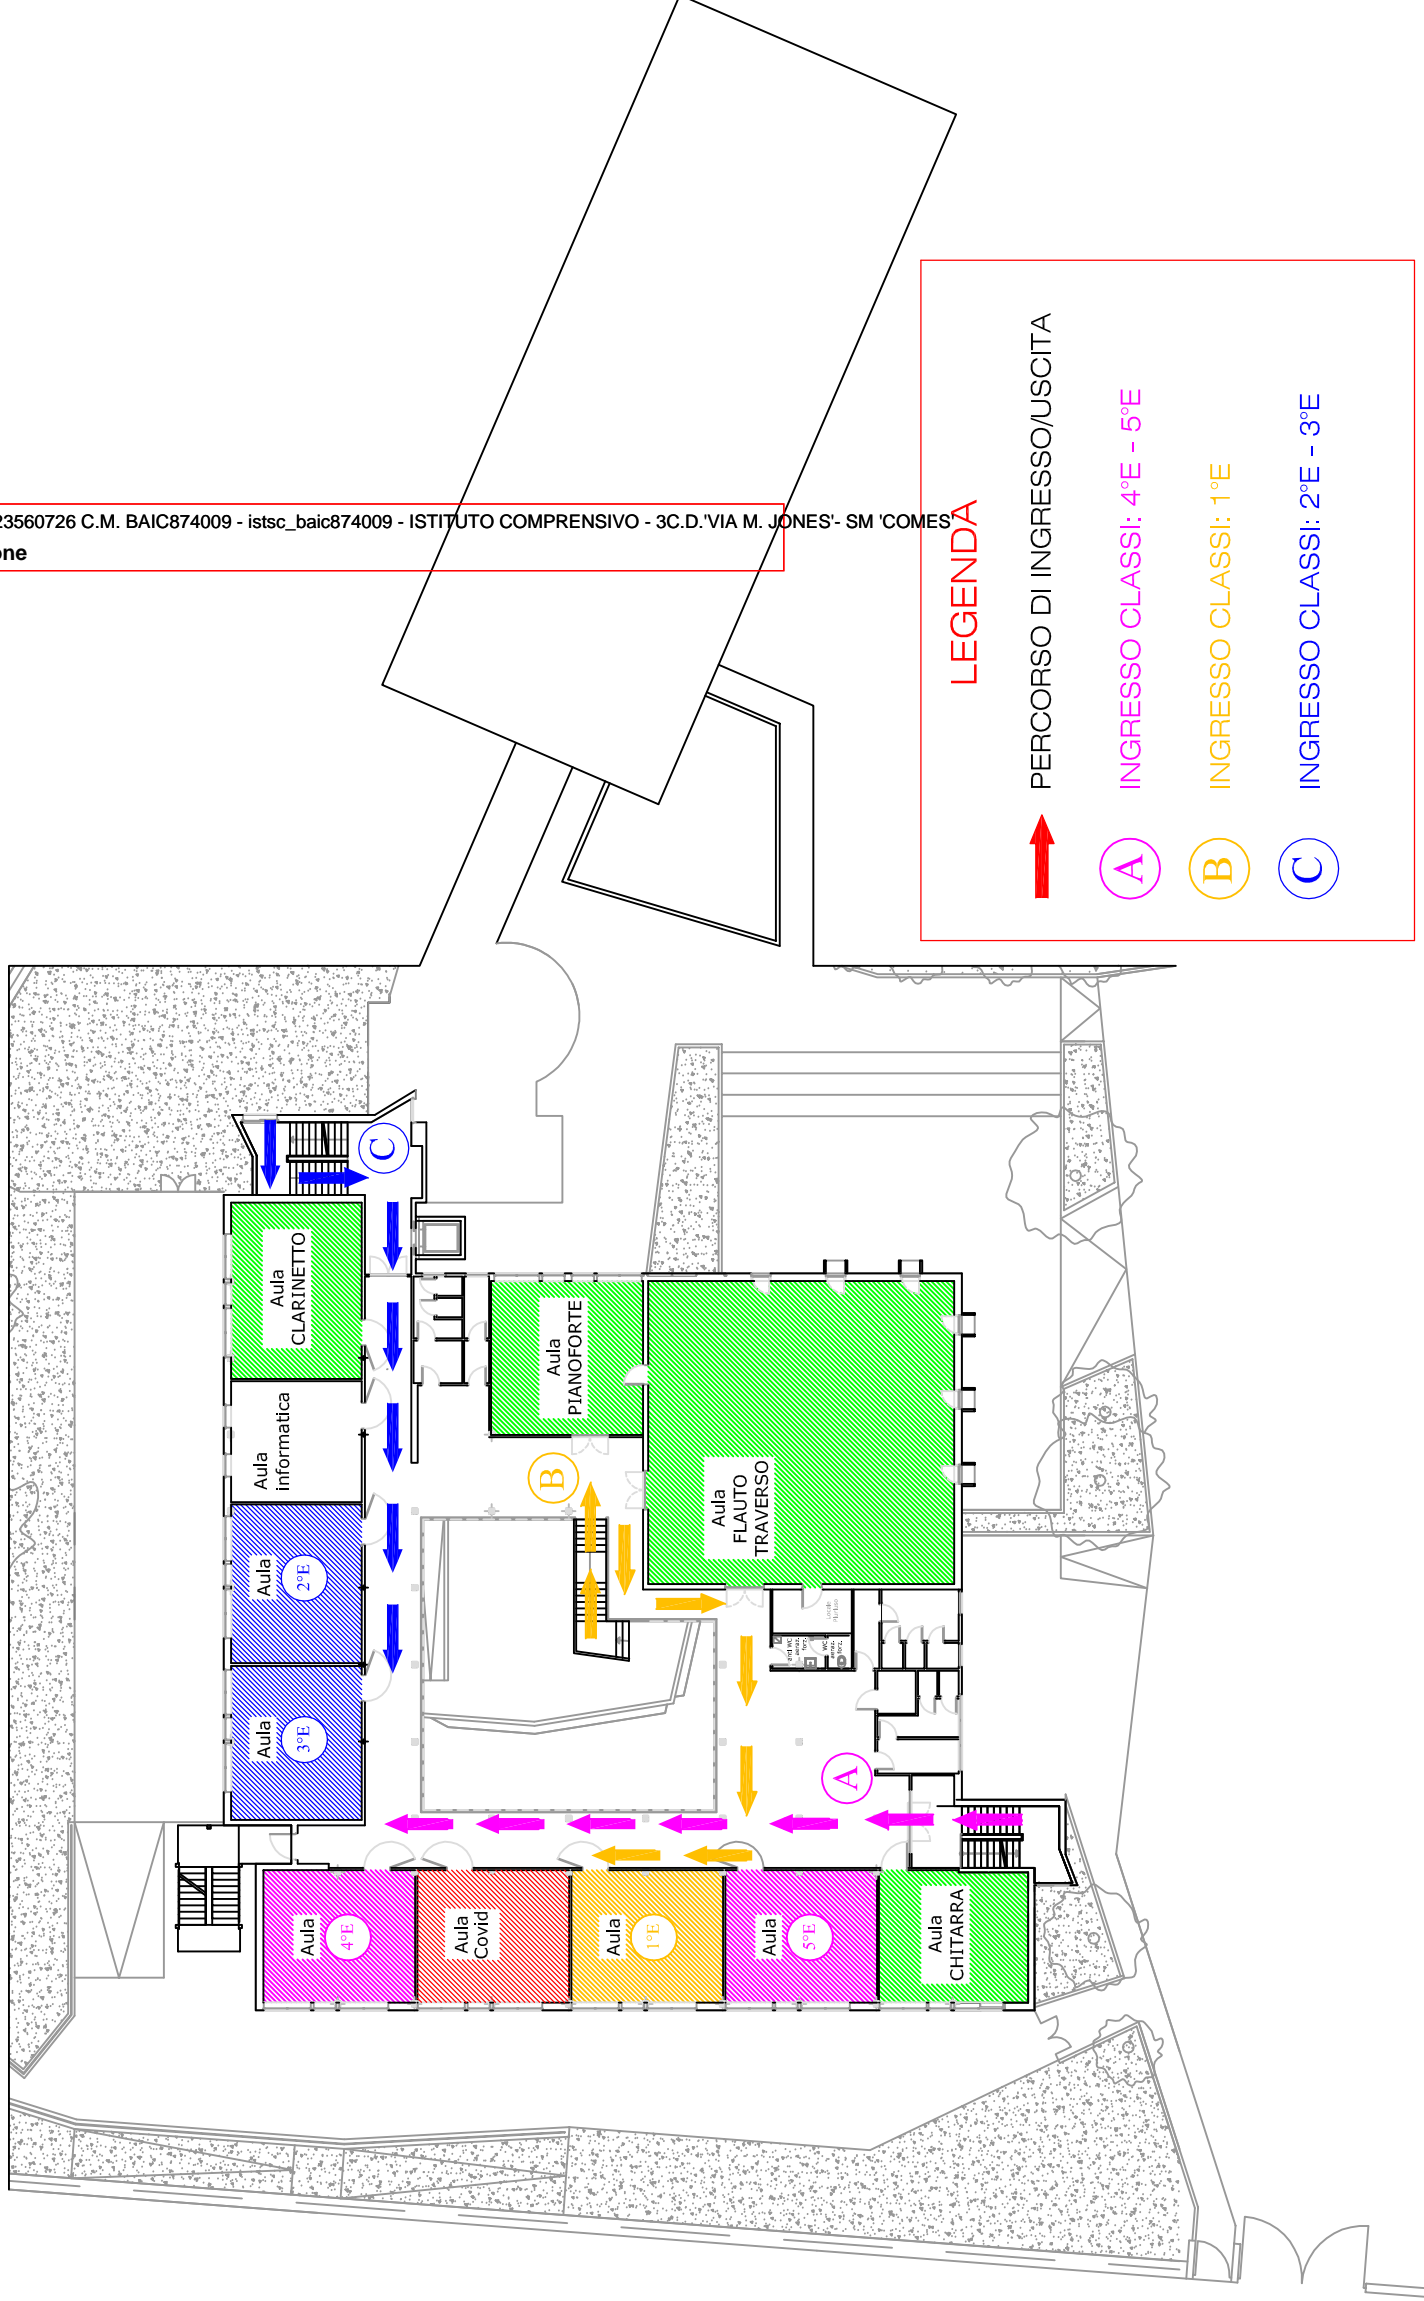 23560726 C.M. BAIC874009 - istsc_baic874009 - ISTITUTO COMPRENSIVO - 3C.D.'VIA M. JONES'- SM 'COMES'
LEGENDA
PERCORSO DI INGRESSO/USCITA
A INGRESSO CLASSI: 4°E - 5°E
B INGRESSO CLASSI: 1°E
C INGRESSO CLASSI: 2°E - 3°E
C
Aula
CLARINETTO
Aula
informatica
Aula
2°E
Aula
3°E
Aula
PIANOFORTE
B
Aula
FLAUTO
TRAVERSO
A
Aula
4°E
Aula
Covid
Aula
1°E
Aula
5°E
Aula
CHITARRA